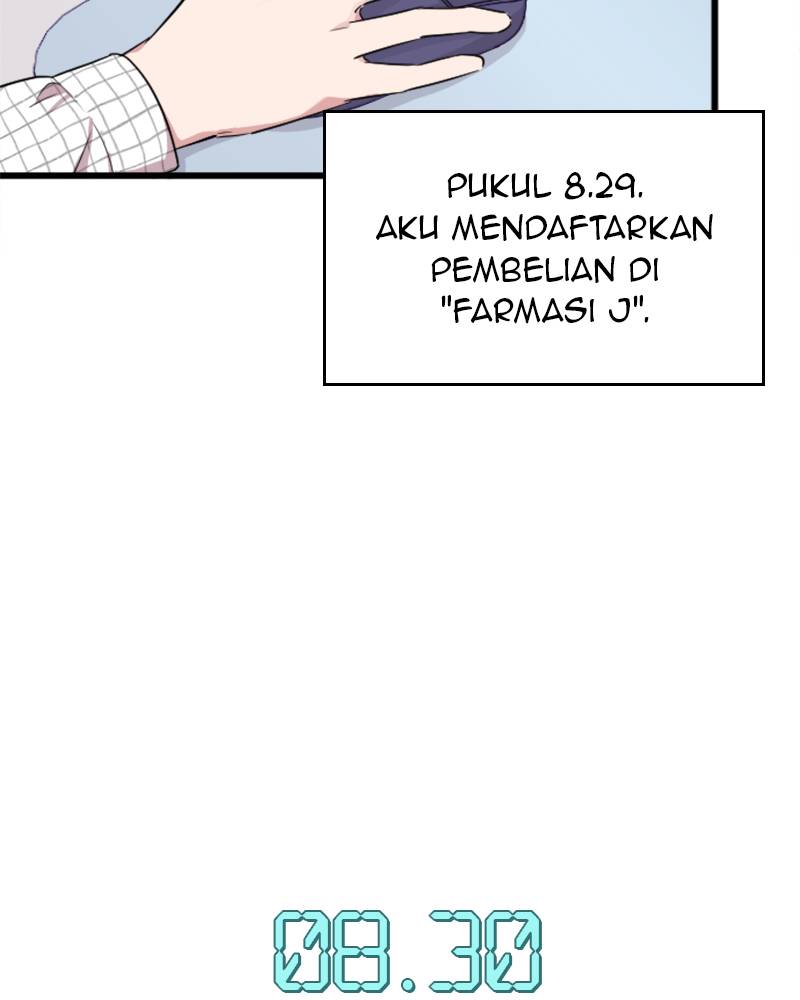 PUKUL 8.29.
AKU MENDAFTARKAN
PEMBELIAN DI
"FARMASI J".
08.30